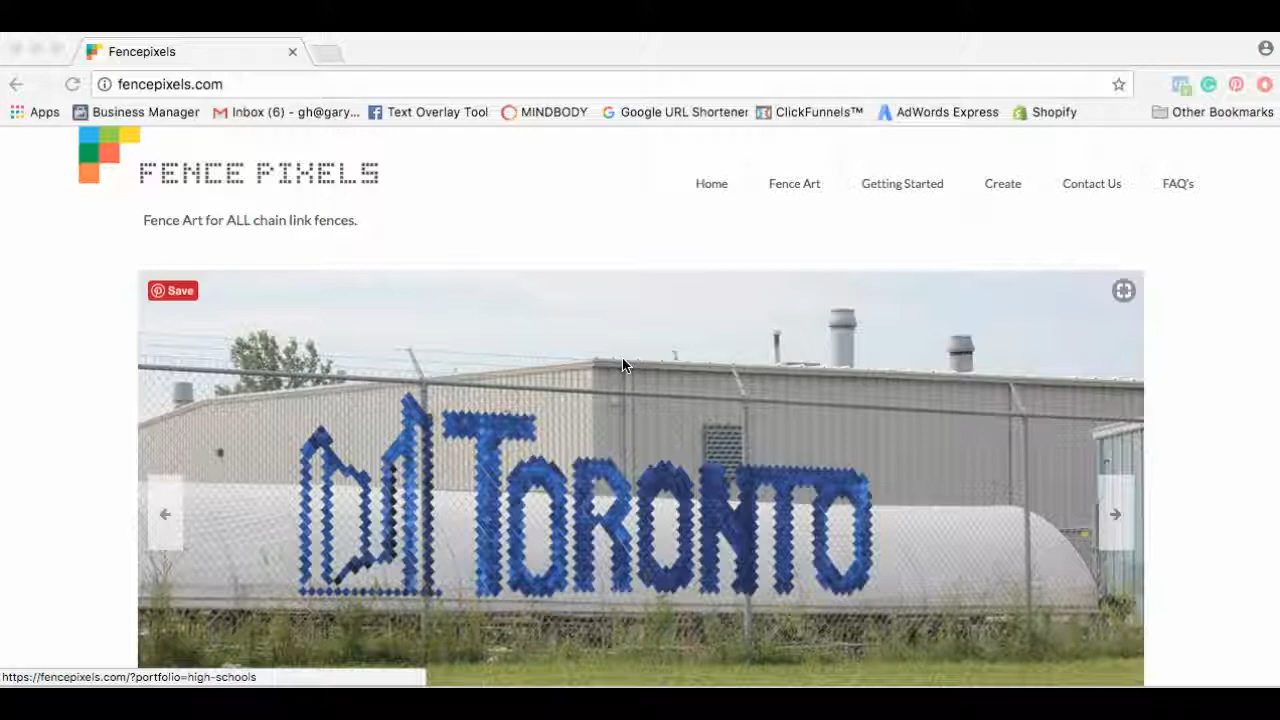 Fencepixels
fencepixels.com
Apps Business Manager Inbox (6) - gh@gary... Text Overlay Tool MINDBODY Google URL Shortener ClickFunnels™ AdWords Express Shopify Other Bookmarks
FENCE PIXELS
Home Fence Art Getting Started Create Contact Us FAQ's
Fence Art for ALL chain link fences.
Save
TORONTO
https://fencepixels.com/?portfolio=high-schools